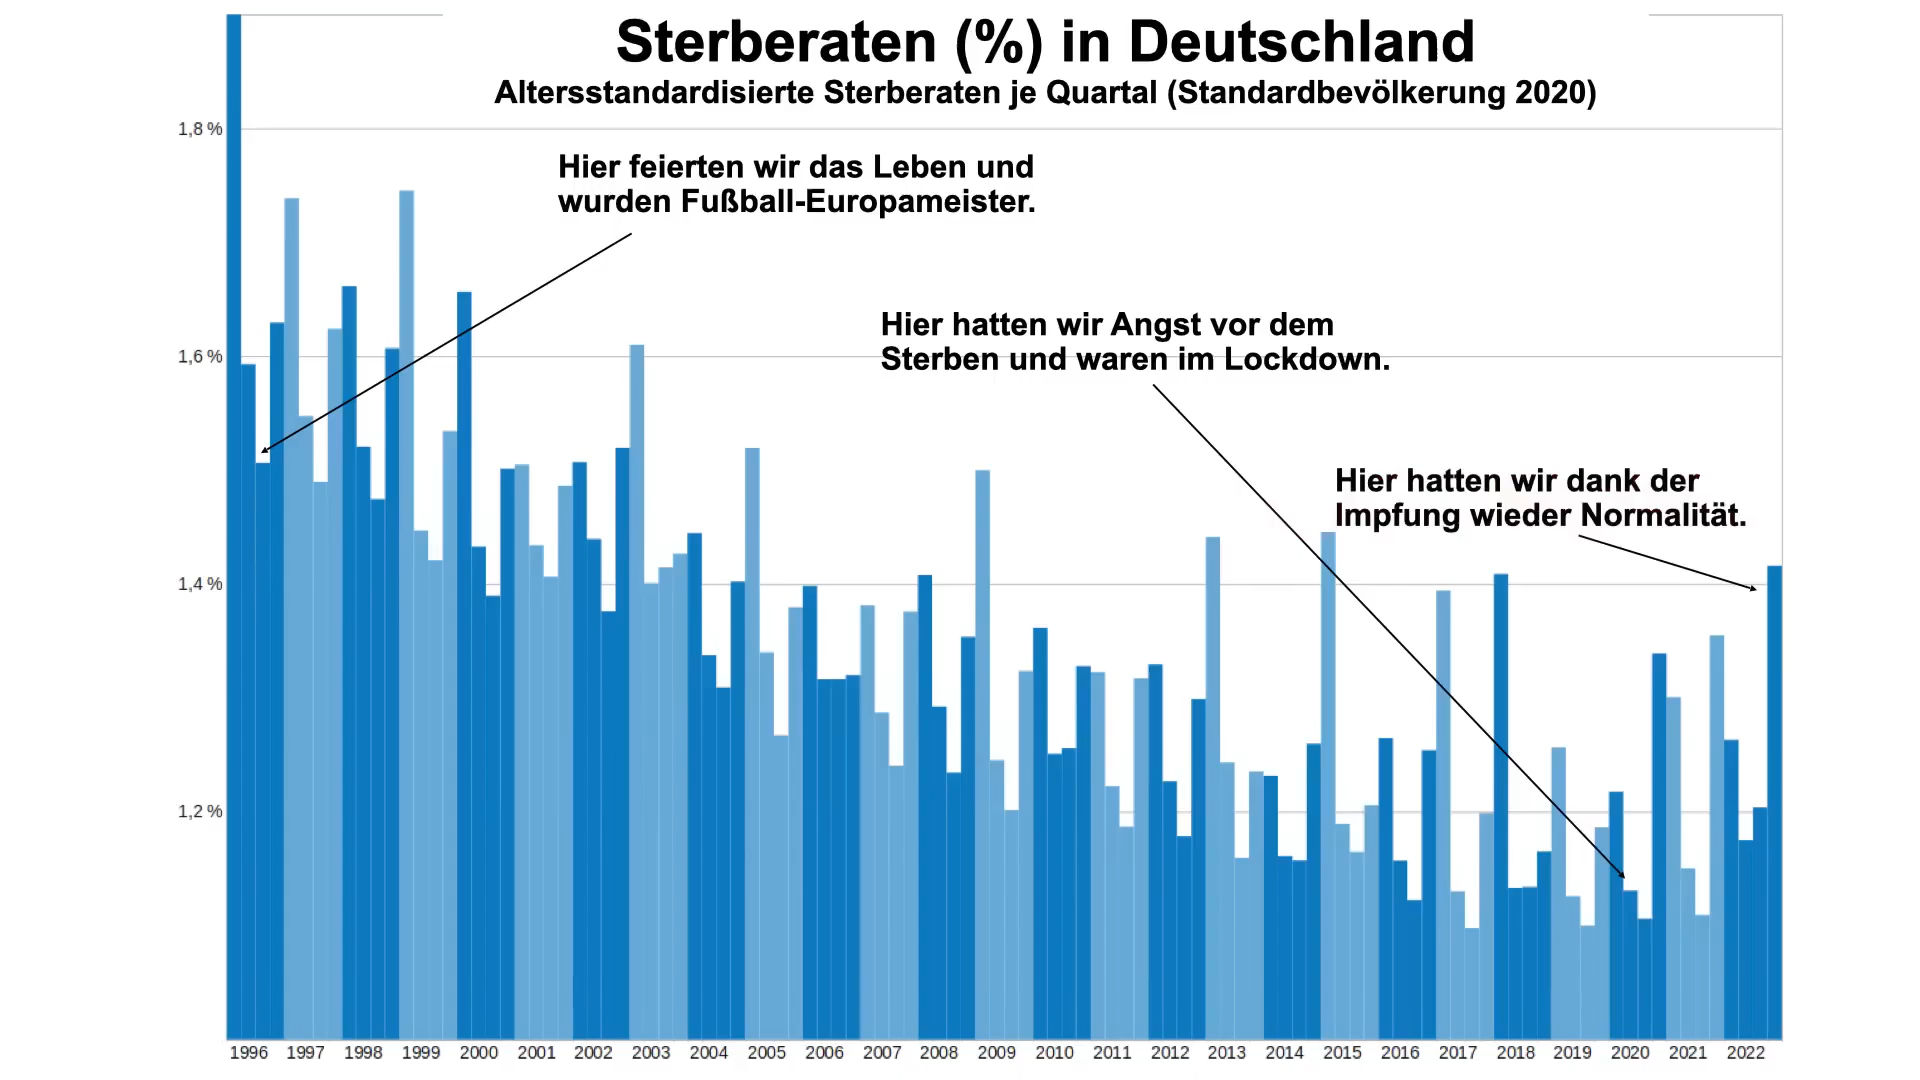 Sterberaten (%) in Deutschland
Altersstandardisierte Sterberaten je Quartal (Standardbevölkerung 2020)
1,8 %
Hier feierten wir das Leben und
wurden Fußball-Europameister.
Hier hatten wir Angst vor dem
Sterben und waren im Lockdown.
1,6 %
Hier hatten wir dank der
Impfung wieder Normalität.
1,4 %
1,2 %
1996 1997 1998 1999 2000 2001 2002 2003 2004 2005 2006 2007 2008 2009 2010 2011 2012 2013 2014 2015 2016 2017 2018 2019 2020 2021 2022